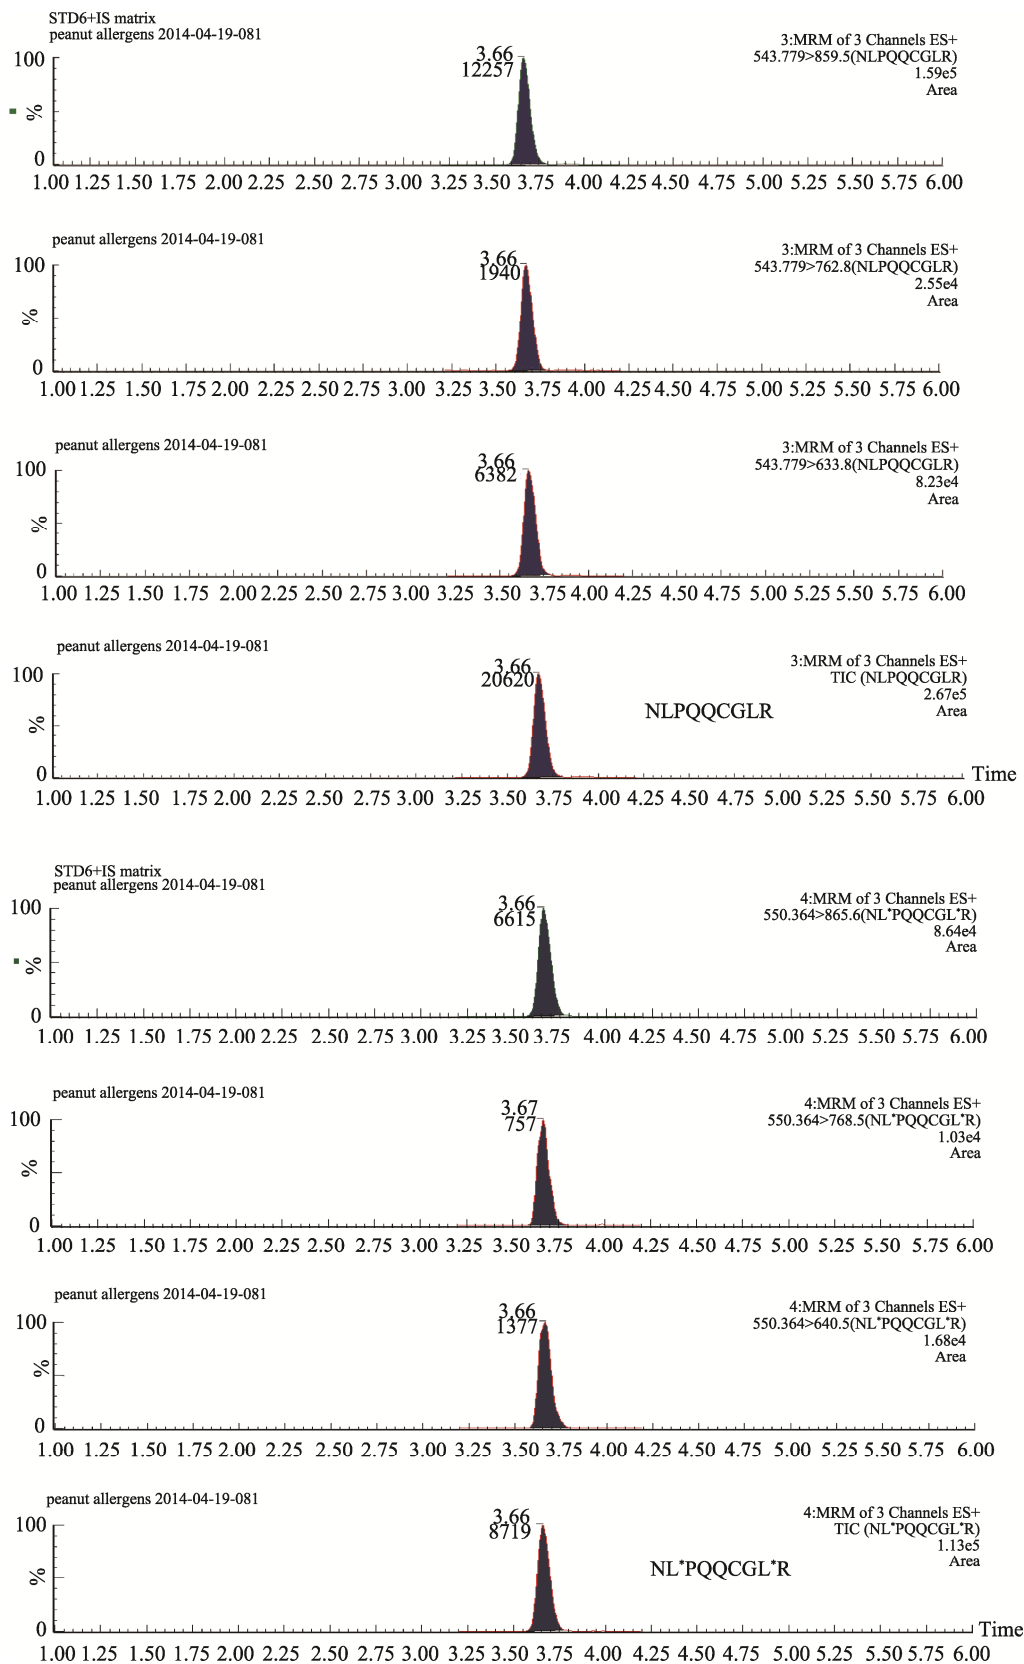 STD6+IS matrix
peanut allergens 2014-04-19-081
3:MRM of 3 Channels ES+
543.779>859.5(NLPQQCGLR)
1.59e5
Area
3.66
12257
100
%
0
1.00 1.25 1.50 1.75 2.00 2.25 2.50 2.75 3.00 3.25 3.50 3.75 4.00 4.25 4.50 4.75 5.00 5.25 5.50 5.75 6.00
peanut allergens 2014-04-19-081
3:MRM of 3 Channels ES+
543.779>762.8(NLPQQCGLR)
2.55e4
Area
3.66
1940
100
%
0
1.00 1.25 1.50 1.75 2.00 2.25 2.50 2.75 3.00 3.25 3.50 3.75 4.00 4.25 4.50 4.75 5.00 5.25 5.50 5.75 6.00
peanut allergens 2014-04-19-081
3:MRM of 3 Channels ES+
543.779>633.8(NLPQQCGLR)
8.23e4
Area
3.66
6382
100
%
0
1.00 1.25 1.50 1.75 2.00 2.25 2.50 2.75 3.00 3.25 3.50 3.75 4.00 4.25 4.50 4.75 5.00 5.25 5.50 5.75 6.00
peanut allergens 2014-04-19-081
3:MRM of 3 Channels ES+
TIC (NLPQQCGLR)
2.67e5
Area
3.66
20620
100
NLPQQCGLR
%
0
Time
1.00 1.25 1.50 1.75 2.00 2.25 2.50 2.75 3.00 3.25 3.50 3.75 4.00 4.25 4.50 4.75 5.00 5.25 5.50 5.75 6.00
STD6+IS matrix
peanut allergens 2014-04-19-081
4:MRM of 3 Channels ES+
550.364>865.6(NL*PQQCGL*R)
8.64e4
Area
3.66
6615
100
%
0
1.00 1.25 1.50 1.75 2.00 2.25 2.50 2.75 3.00 3.25 3.50 3.75 4.00 4.25 4.50 4.75 5.00 5.25 5.50 5.75 6.00
peanut allergens 2014-04-19-081
4:MRM of 3 Channels ES+
550.364>768.5(NL*PQQCGL*R)
1.03e4
Area
3.67
757
100
%
0
1.00 1.25 1.50 1.75 2.00 2.25 2.50 2.75 3.00 3.25 3.50 3.75 4.00 4.25 4.50 4.75 5.00 5.25 5.50 5.75 6.00
peanut allergens 2014-04-19-081
4:MRM of 3 Channels ES+
550.364>640.5(NL*PQQCGL*R)
1.68e4
Area
3.66
1377
100
%
0
1.00 1.25 1.50 1.75 2.00 2.25 2.50 2.75 3.00 3.25 3.50 3.75 4.00 4.25 4.50 4.75 5.00 5.25 5.50 5.75 6.00
peanut allergens 2014-04-19-081
4:MRM of 3 Channels ES+
TIC (NL*PQQCGL*R)
1.13e5
Area
3.66
8719
100
NL*PQQCGL*R
%
0
Time
1.00 1.25 1.50 1.75 2.00 2.25 2.50 2.75 3.00 3.25 3.50 3.75 4.00 4.25 4.50 4.75 5.00 5.25 5.50 5.75 6.00